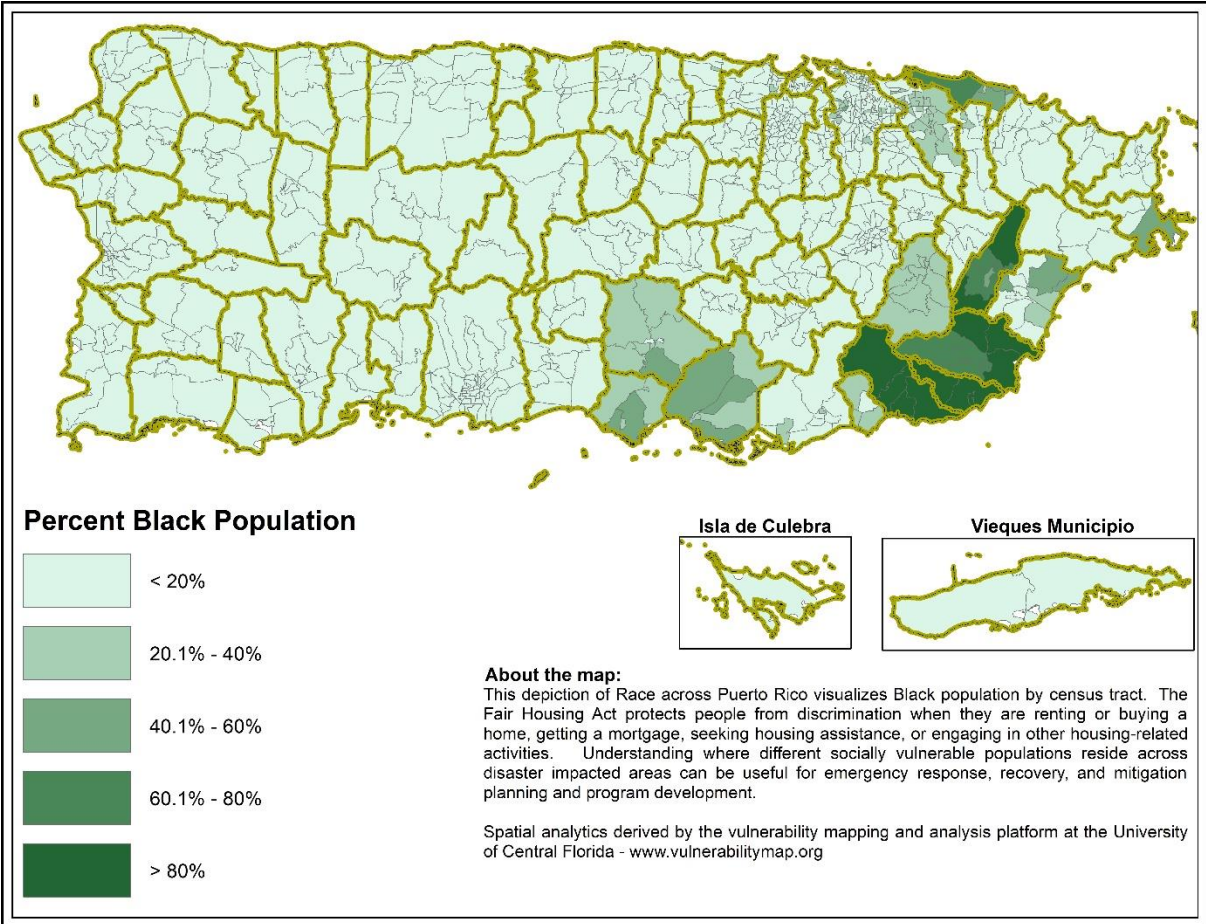 Percent Black Population
< 20%
20.1% - 40%
40.1% - 60%
60.1% - 80%
> 80%
Isla de Culebra
Vieques Municipio
About the map:
This depiction of Race across Puerto Rico visualizes Black population by census tract. The
Fair Housing Act protects people from discrimination when they are renting or buying a
home, getting a mortgage, seeking housing assistance, or engaging in other housing-related
activities. Understanding where different socially vulnerable populations reside across
disaster impacted areas can be useful for emergency response, recovery, and mitigation
planning and program development.
Spatial analytics derived by the vulnerability mapping and analysis platform at the University
of Central Florida - www.vulnerabilitymap.org